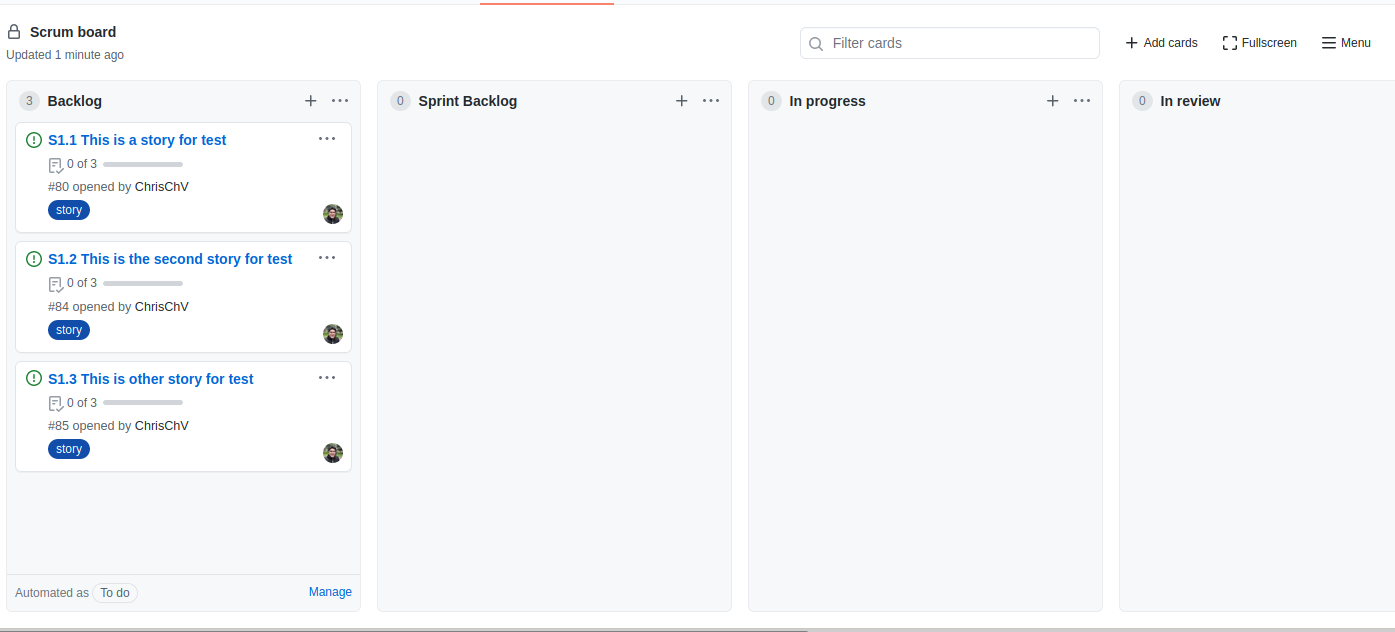 Scrum board
Updated 1 minute ago
Filter cards
Add cards
Fullscreen
Menu
3 Backlog
S1.1 This is a story for test
0 of 3
#80 opened by ChrisChV
story
S1.2 This is the second story for test
0 of 3
#84 opened by ChrisChV
story
S1.3 This is other story for test
0 of 3
#85 opened by ChrisChV
story
Automated as To do
Manage
0 Sprint Backlog
0 In progress
0 In review